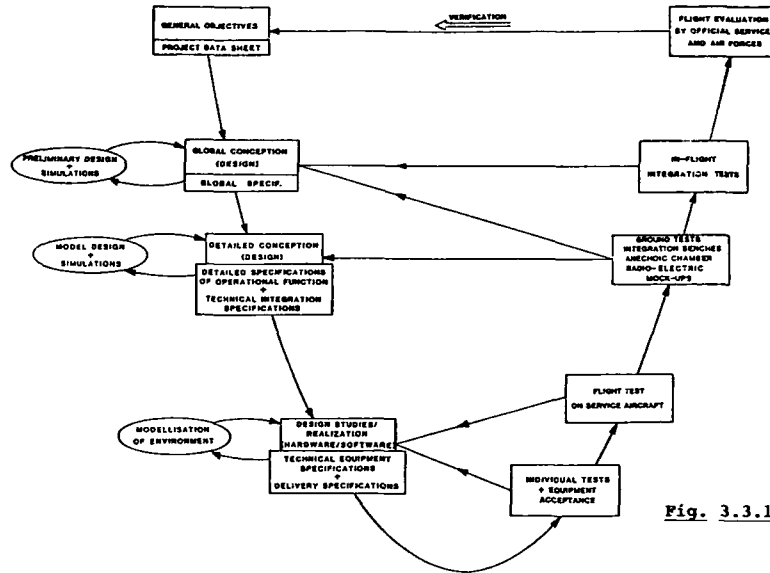 GENERAL OBJECTIVES
PROJECT DATA SHEET
VERIFICATION
FLIGHT EVALUATION
BY OFFICIAL SERVICE
AND AIR FORCES
PRELIMINARY DESIGN
+
SIMULATIONS
GLOBAL CONCEPTION
(DESIGN)
GLOBAL SPECIF.
IN-FLIGHT
INTEGRATION TESTS
MODEL DESIGN
+
SIMULATIONS
DETAILED CONCEPTION
(DESIGN)
DETAILED SPECIFICATIONS
OF OPERATIONAL FUNCTION
+
TECHNICAL INTEGRATION
SPECIFICATIONS
GROUND TESTS
INTEGRATION BENCHES
ANECHOIC CHAMBER
RADIO-ELECTRIC
MOCK-UPS
FLIGHT TEST
ON SERVICE AIRCRAFT
MODELLISATION
OF ENVIRONMENT
DESIGN STUDIES/
REALIZATION
(HARDWARE/SOFTWARE)
TECHNICAL EQUIPMENT
SPECIFICATIONS
+
DELIVERY SPECIFICATIONS
INDIVIDUAL TESTS
+ EQUIPMENT
ACCEPTANCE
Fig. 3.3.1